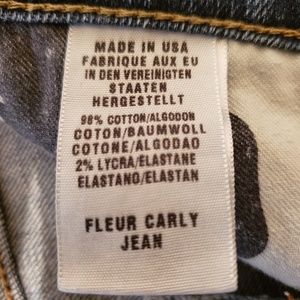 MADE IN USA
FABRIQUE AUX EU
IN DEN VEREINIGTEN
STAATEN
HERGESTELLT
98% COTTON/ALGODON
COTON/BAUMWOLL
COTONE/ALGODAO
2% LYCRA/ELASTANE
ELASTANO/ELASTAN
FLEUR CARLY
JEAN